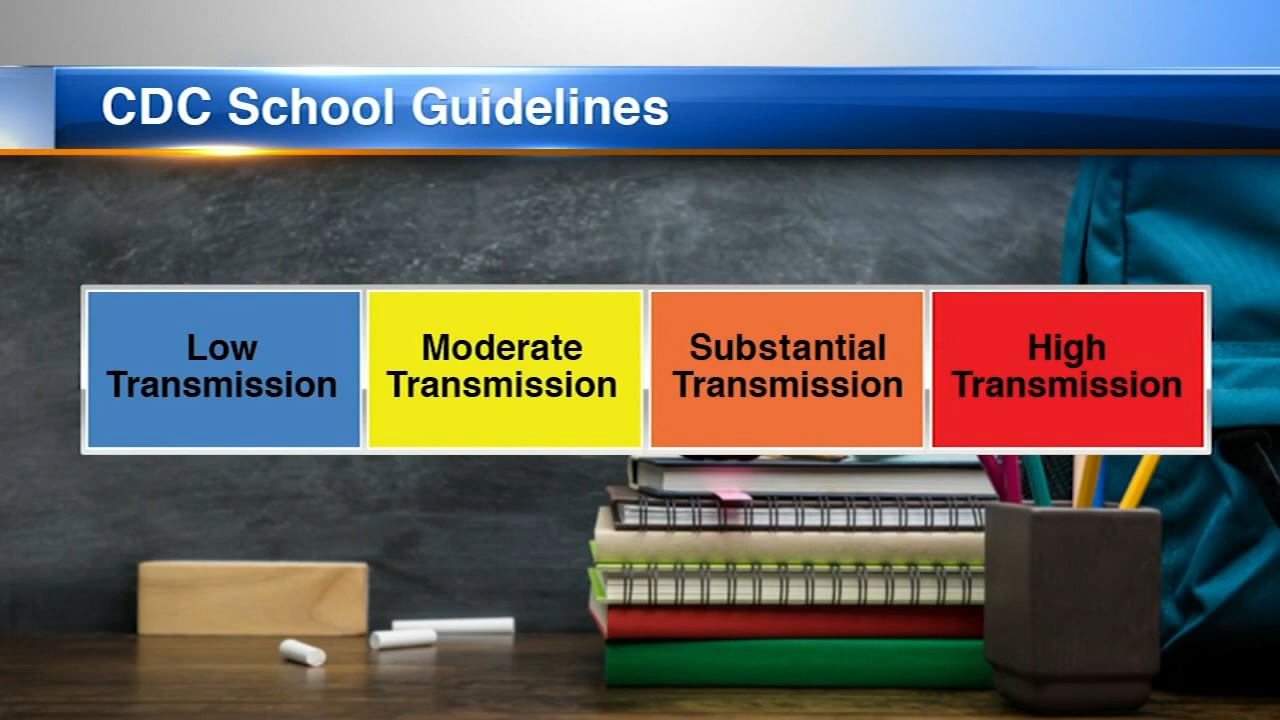 CDC School Guidelines
Low
Transmission
Moderate
Transmission
Substantial
Transmission
High
Transmission